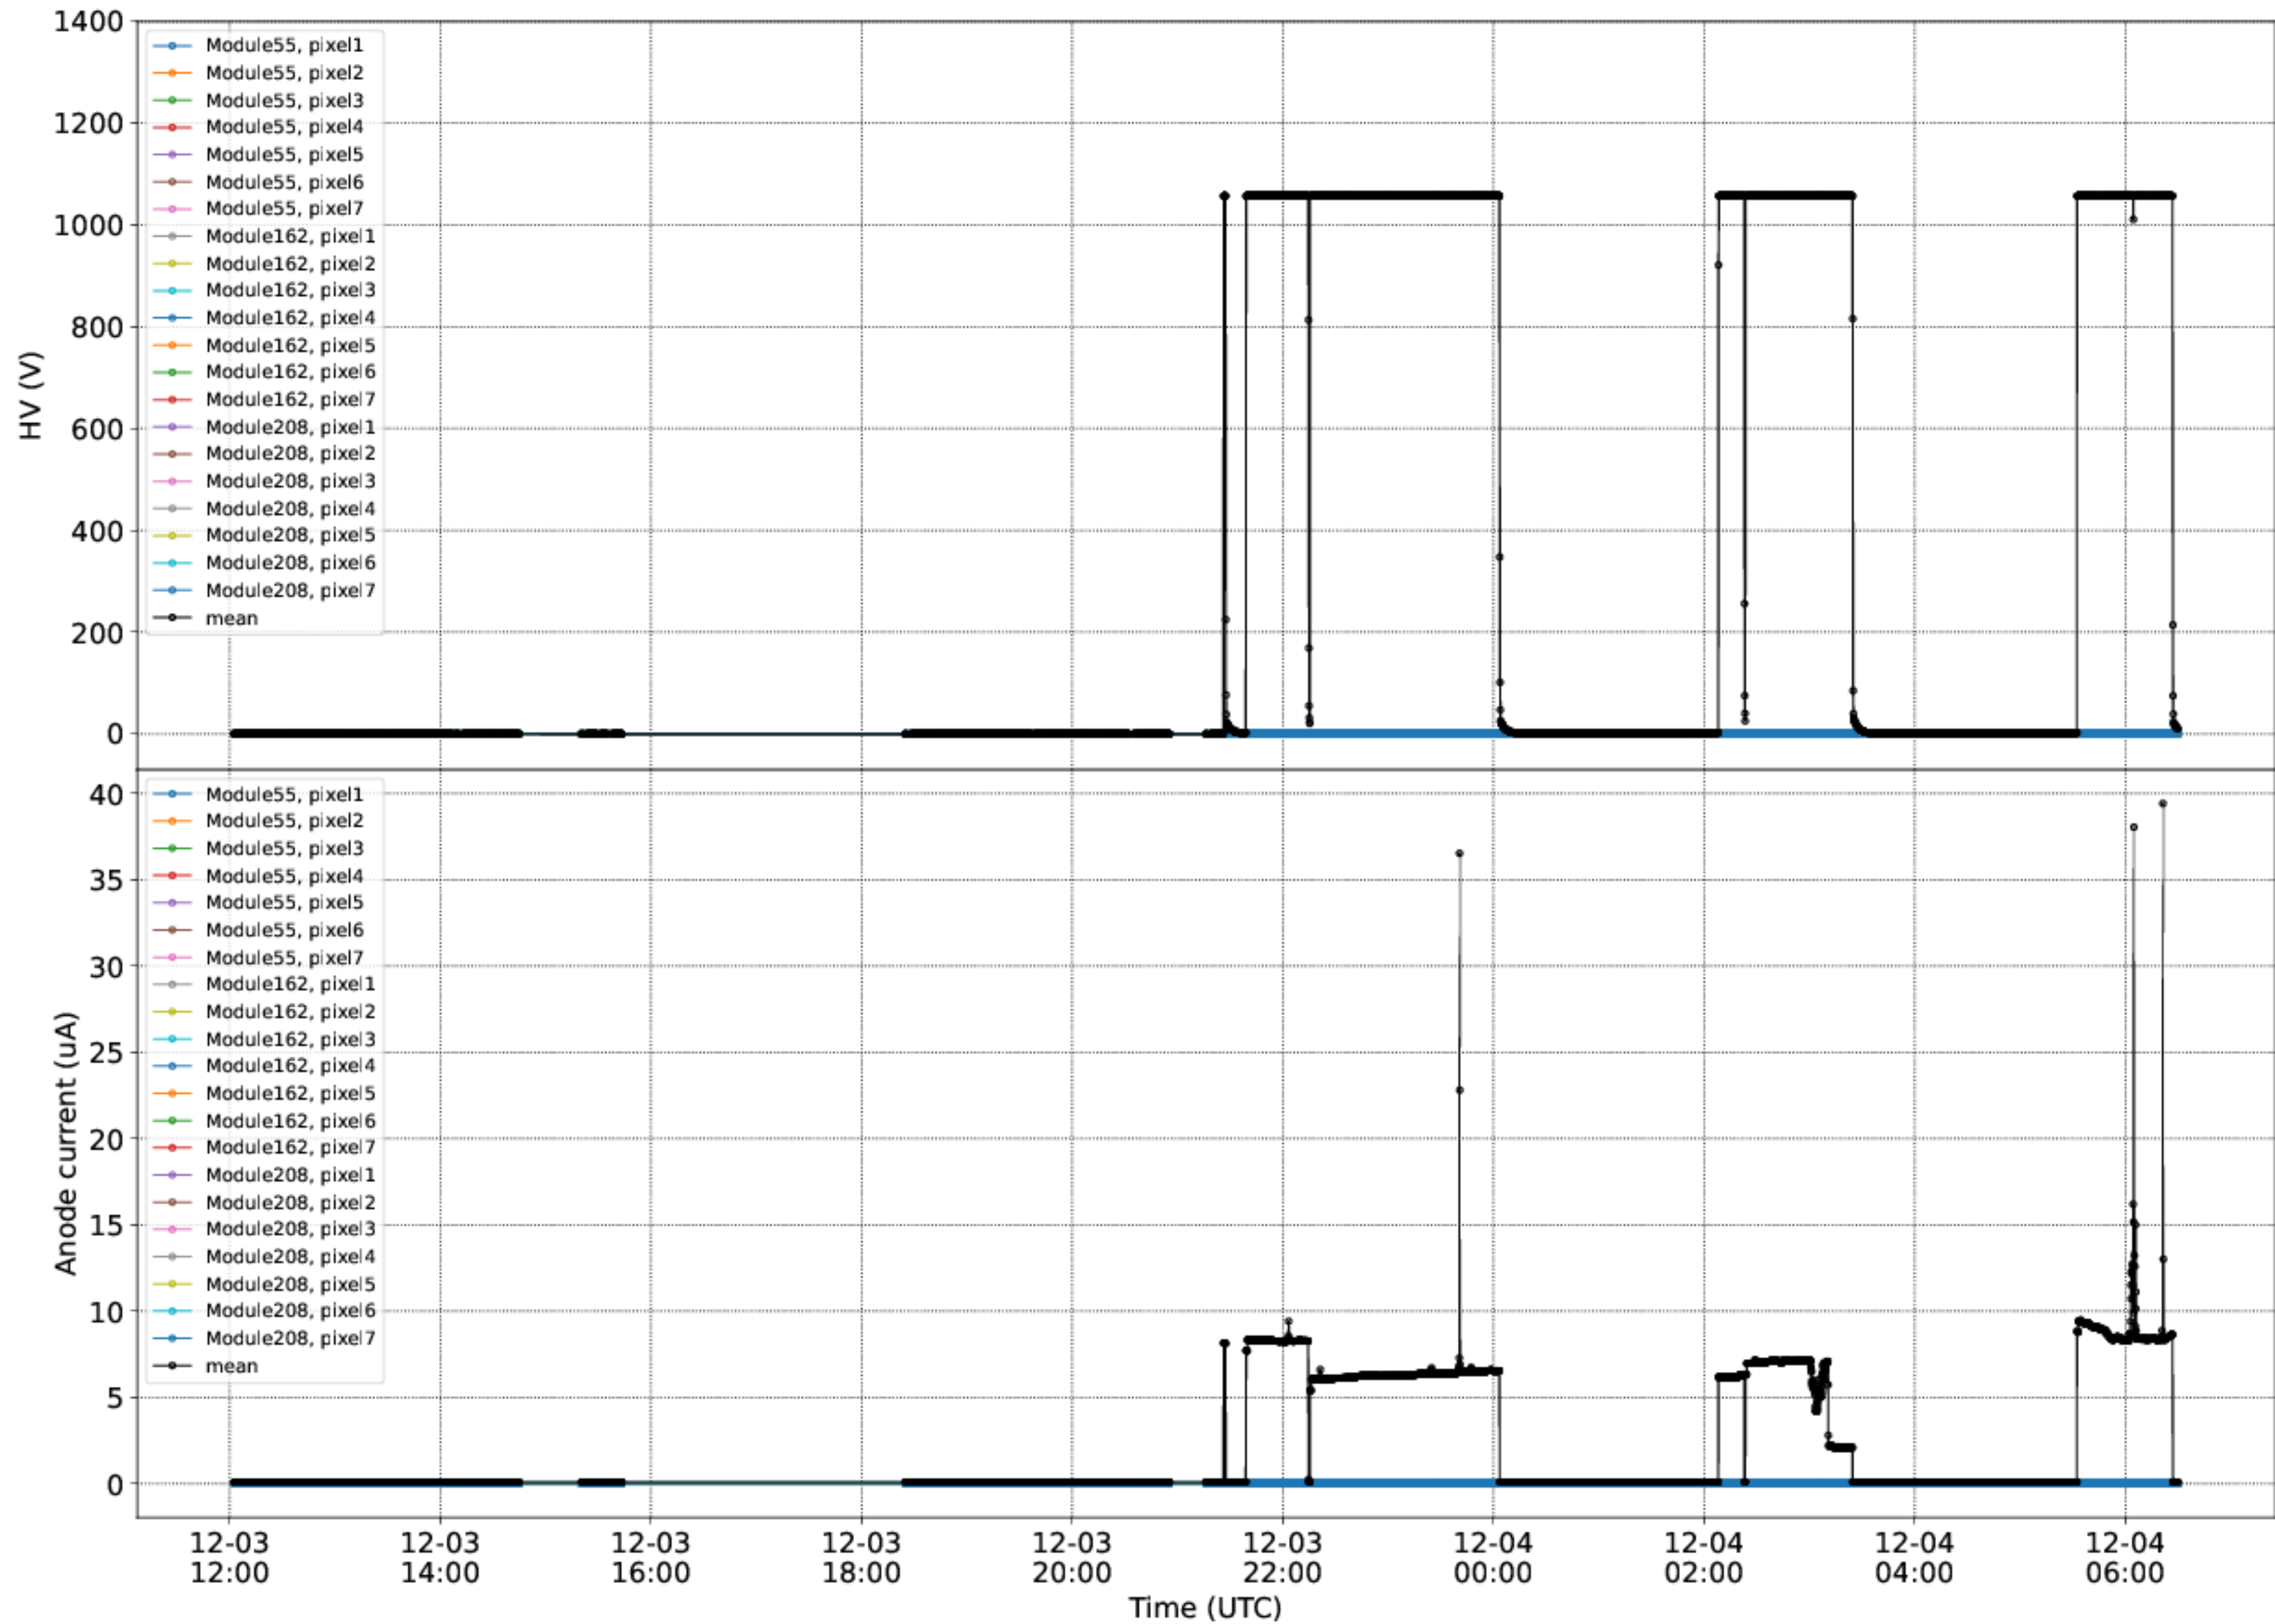 1400
1200
1000
800
600
400
200
0
HV (V)
Module55, pixel1
Module55, pixel2
Module55, pixel3
Module55, pixel4
Module55, pixel5
Module55, pixel6
Module55, pixel7
Module162, pixel1
Module162, pixel2
Module162, pixel3
Module162, pixel4
Module162, pixel5
Module162, pixel6
Module162, pixel7
Module208, pixel1
Module208, pixel2
Module208, pixel3
Module208, pixel4
Module208, pixel5
Module208, pixel6
Module208, pixel7
mean
40
35
30
25
20
15
10
5
0
Anode current (uA)
Module55, pixel1
Module55, pixel2
Module55, pixel3
Module55, pixel4
Module55, pixel5
Module55, pixel6
Module55, pixel7
Module162, pixel1
Module162, pixel2
Module162, pixel3
Module162, pixel4
Module162, pixel5
Module162, pixel6
Module162, pixel7
Module208, pixel1
Module208, pixel2
Module208, pixel3
Module208, pixel4
Module208, pixel5
Module208, pixel6
Module208, pixel7
mean
12-03 12-03 12-03 12-03 12-03 12-03 12-04 12-04 12-04 12-04
12:00 14:00 16:00 18:00 20:00 22:00 00:00 02:00 04:00 06:00
Time (UTC)